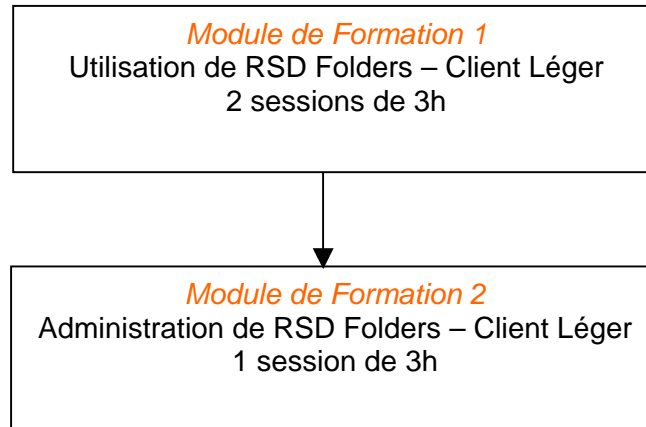 Module de Formation 1
Utilisation de RSD Folders – Client Léger
2 sessions de 3h
Module de Formation 2
Administration de RSD Folders – Client Léger
1 session de 3h